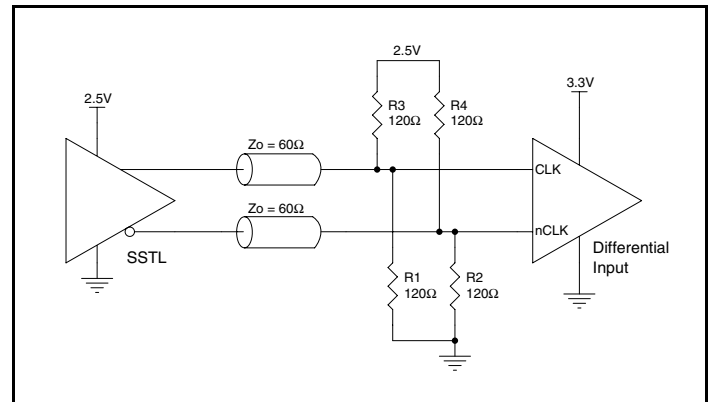 2.5V
3.3V
2.5V
R3
120Ω
R4
120Ω
Zo = 60Ω
CLK
Zo = 60Ω
nCLK
SSTL
Differential
Input
R1
120Ω
R2
120Ω